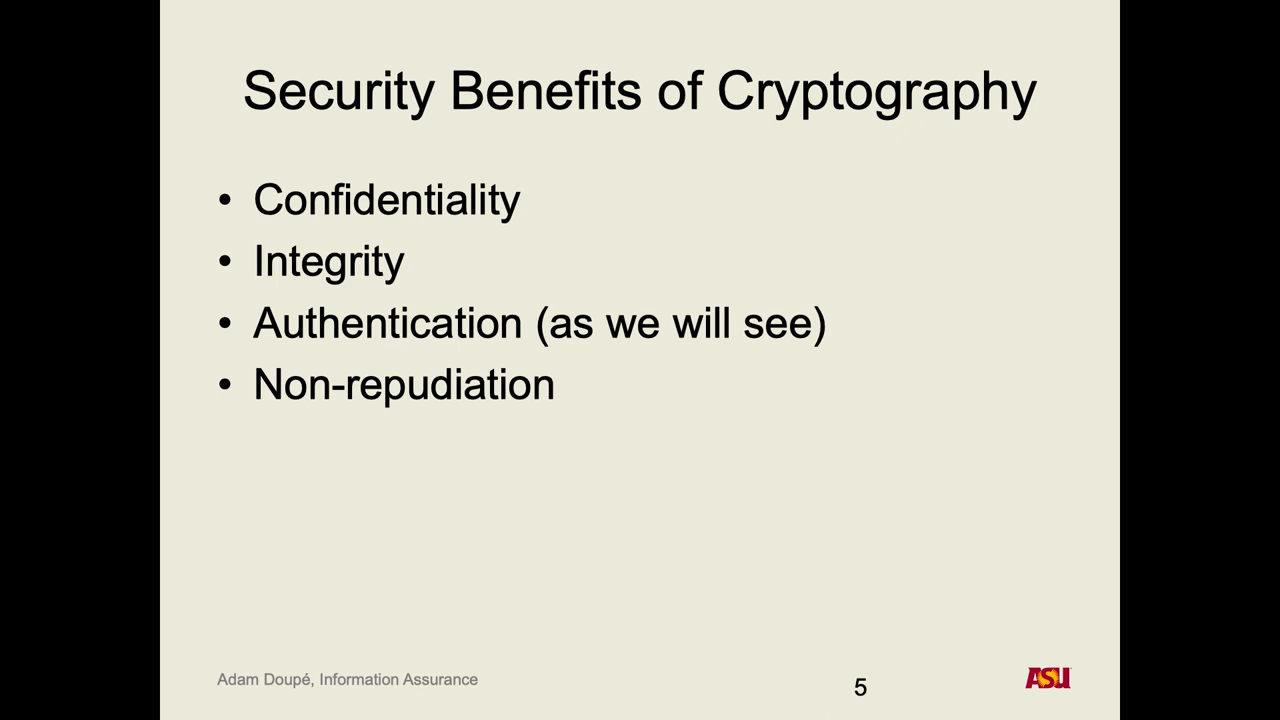 Security Benefits of Cryptography
• Confidentiality
• Integrity
• Authentication (as we will see)
• Non-repudiation
Adam Doupé, Information Assurance
5
ASU